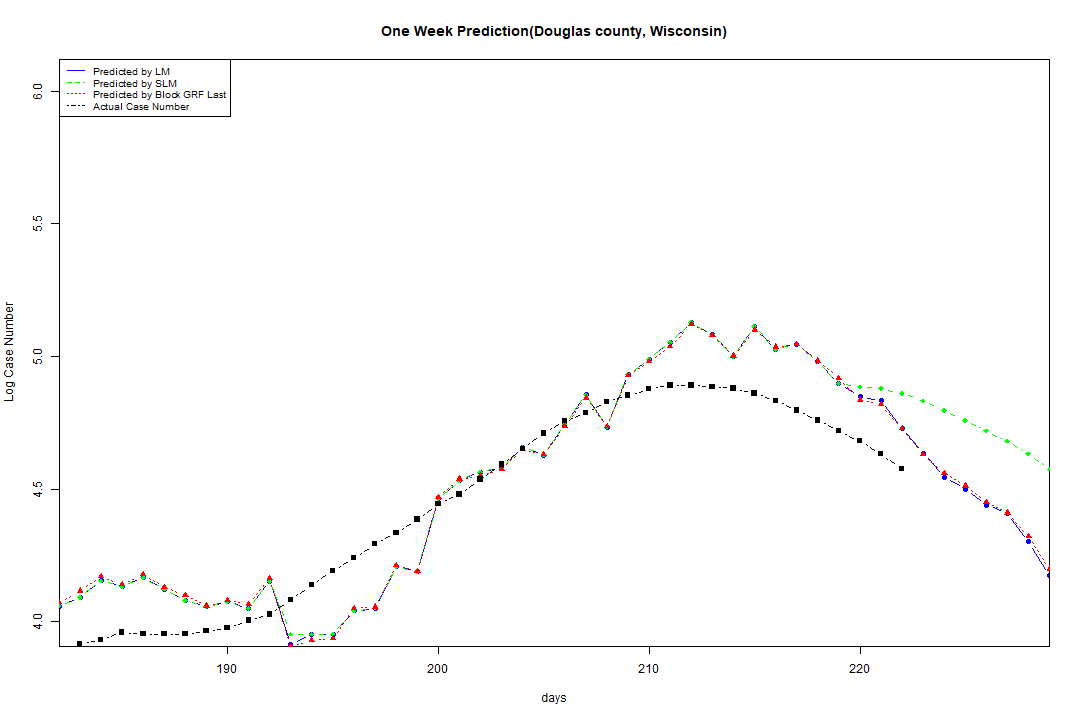 One Week Prediction(Douglas county, Wisconsin)
Predicted by LM
Predicted by SLM
Predicted by Block GRF Last
Actual Case Number
6.0
5.5
5.0
4.5
4.0
Log Case Number
190 200 210 220
days